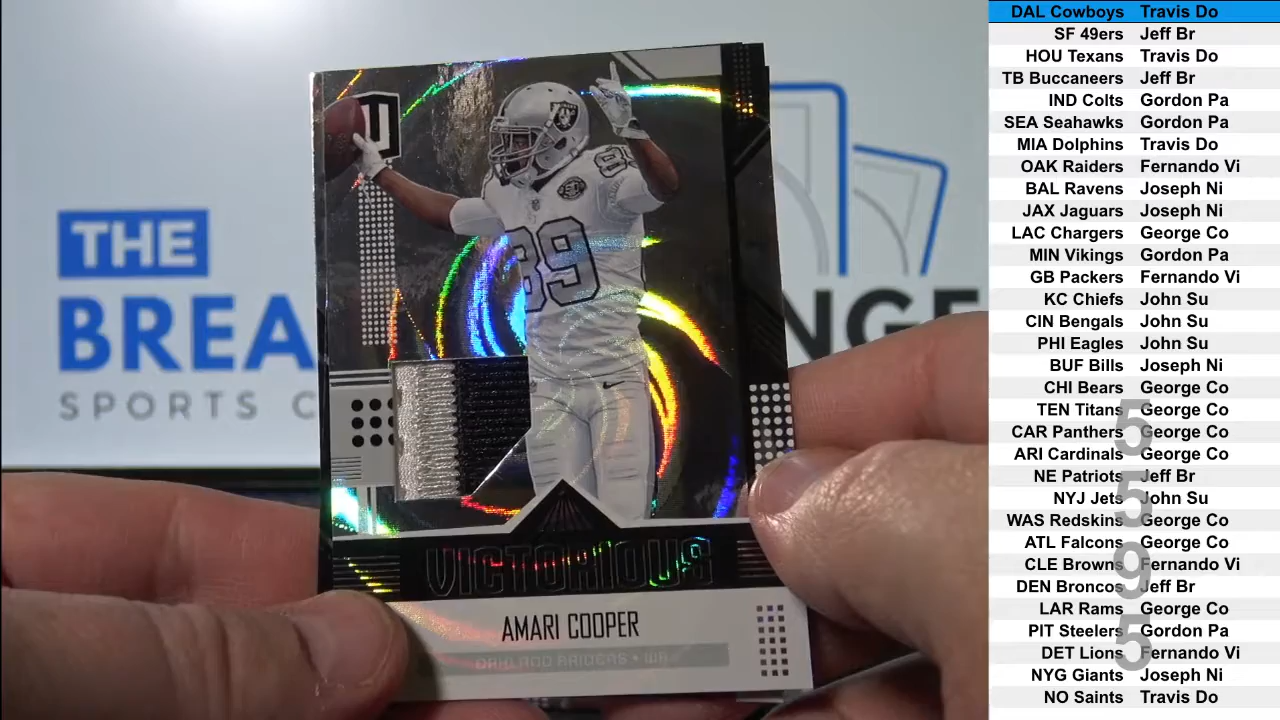 THE
BREA
NGE
SPORTS C
89
89
VICTORIOUS
AMARI COOPER
OAKLAND RAIDERS • WR
DAL Cowboys Travis Do
SF 49ers Jeff Br
HOU Texans Travis Do
TB Buccaneers Jeff Br
IND Colts Gordon Pa
SEA Seahawks Gordon Pa
MIA Dolphins Travis Do
OAK Raiders Fernando Vi
BAL Ravens Joseph Ni
JAX Jaguars Joseph Ni
LAC Chargers George Co
MIN Vikings Gordon Pa
GB Packers Fernando Vi
KC Chiefs John Su
CIN Bengals John Su
PHI Eagles John Su
BUF Bills Joseph Ni
CHI Bears George Co
TEN Titans George Co
CAR Panthers George Co
ARI Cardinals George Co
NE Patriots Jeff Br
NYJ Jets John Su
WAS Redskins George Co
ATL Falcons George Co
CLE Browns Fernando Vi
DEN Broncos Jeff Br
LAR Rams George Co
PIT Steelers Gordon Pa
DET Lions Fernando Vi
NYG Giants Joseph Ni
NO Saints Travis Do
5595